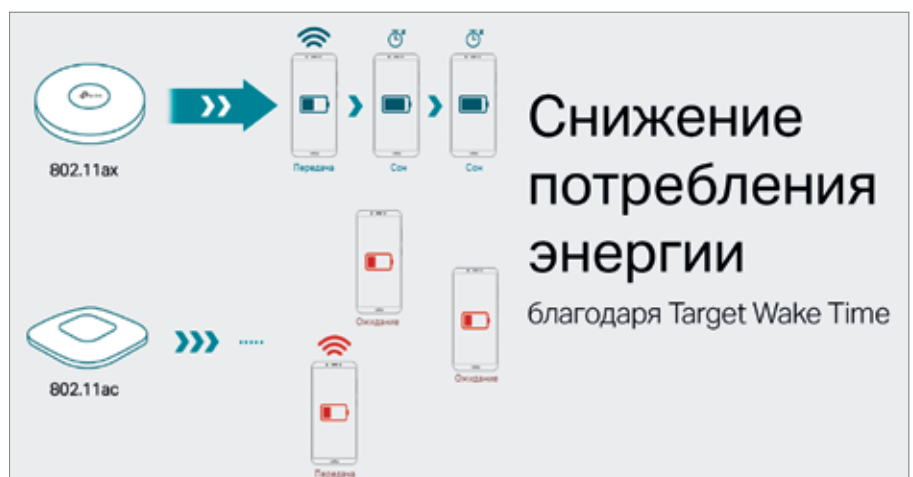 802.11ax
Передача
Сон
Сон
Снижение
потребления
энергии
благодаря Target Wake Time
Ожидание
Ожидание
802.11ac
Передача